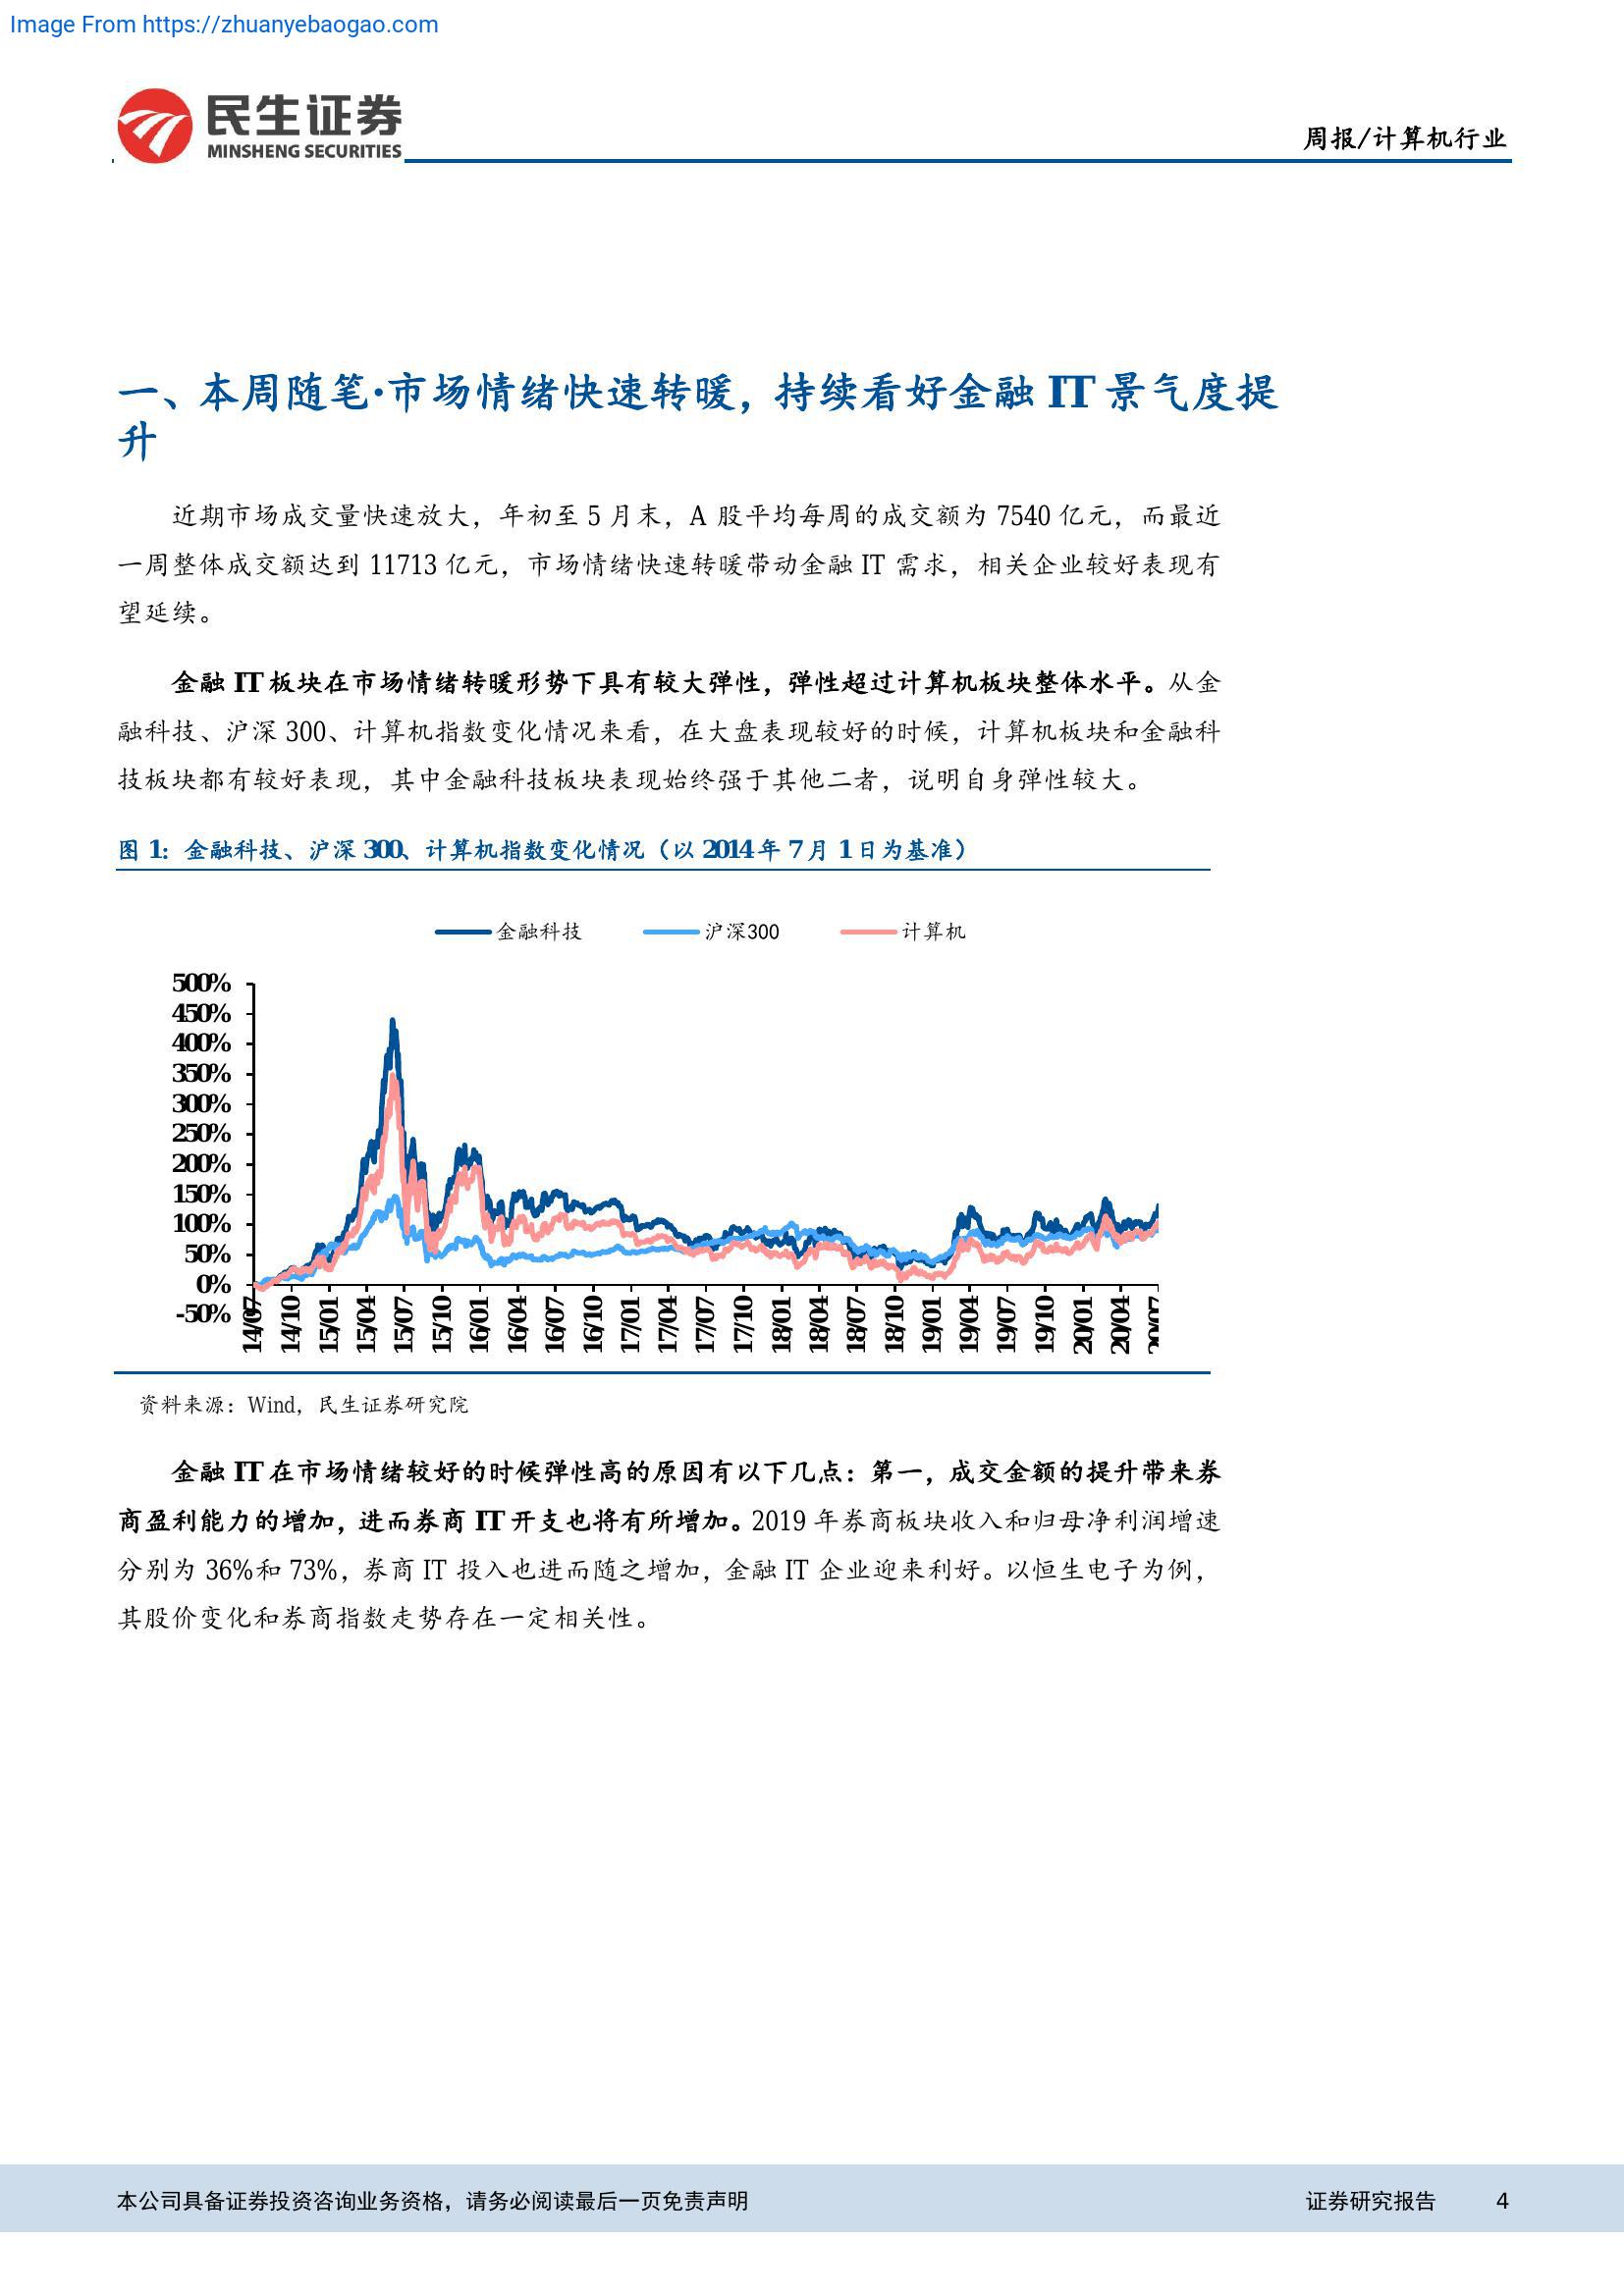 Image From https://zhuanyebaogao.com
民生证券
MINSHENG SECURITIES
周报/计算机行业
一、本周随笔·市场情绪快速转暖，持续看好金融 IT 景气度提
升
近期市场成交量快速放大，年初至 5 月末，A 股平均每周的成交额为 7540 亿元，而最近
一周整体成交额达到 11713 亿元，市场情绪快速转暖带动金融 IT 需求，相关企业较好表现有
望延续。
金融 IT 板块在市场情绪转暖形势下具有较大弹性，弹性超过计算机板块整体水平。从金
融科技、沪深 300、计算机指数变化情况来看，在大盘表现较好的时候，计算机板块和金融科
技板块都有较好表现，其中金融科技板块表现始终强于其他二者，说明自身弹性较大。
图 1：金融科技、沪深 300、计算机指数变化情况（以 2014 年 7 月 1 日为基准）
金融科技 沪深300 计算机
500%
450%
400%
350%
300%
250%
200%
150%
100%
50%
0%
-50%
14/07 14/10 15/01 15/04 15/07 15/10 16/01 16/04 16/07 16/10 17/01 17/04 17/07 17/10 18/01 18/04 18/07 18/10 19/01 19/04 19/07 19/10 20/01 20/04 20/07
资料来源：Wind，民生证券研究院
金融 IT 在市场情绪较好的时候弹性高的原因有以下几点：第一，成交金额的提升带来券
商盈利能力的增加，进而券商 IT 开支也将有所增加。2019 年券商板块收入和归母净利润增速
分别为 36%和 73%，券商 IT 投入也进而随之增加，金融 IT 企业迎来利好。以恒生电子为例，
其股价变化和券商指数走势存在一定相关性。
本公司具备证券投资咨询业务资格，请务必阅读最后一页免责声明 证券研究报告 4